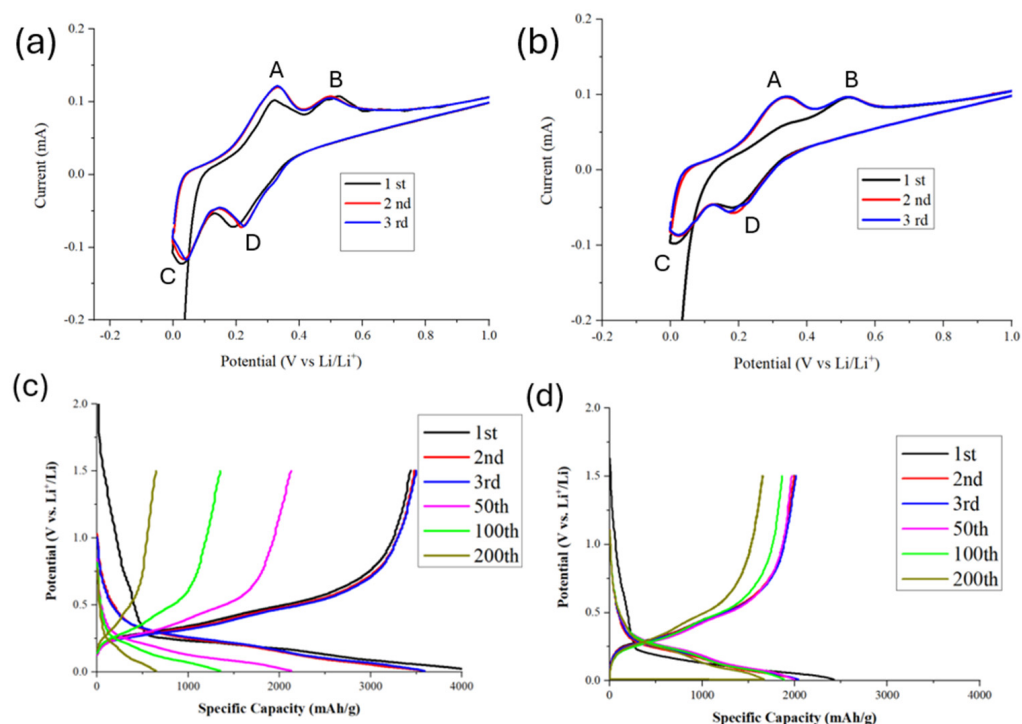 (a)
A
B
C
D
0.2
0.1
0.0
-0.1
-0.2
Current (mA)
1 st
2 nd
3 rd
-0.2 0.0 0.2 0.4 0.6 0.8 1.0
Potential (V vs Li/Li⁺)
(b)
A
B
C
D
0.2
0.1
0.0
-0.1
-0.2
Current (mA)
1 st
2 nd
3 rd
-0.2 0.0 0.2 0.4 0.6 0.8 1.0
Potential (V vs Li/Li⁺)
(c)
2.0
1.5
1.0
0.5
0.0
Potential (V vs. Li⁺/Li)
1st
2nd
3rd
50th
100th
200th
0 1000 2000 3000 4000
Specific Capacity (mAh/g)
(d)
2.0
1.5
1.0
0.5
0.0
Potential (V vs. Li⁺/Li)
1st
2nd
3rd
50th
100th
200th
0 1000 2000 3000 4000
Specific Capacity (mAh/g)